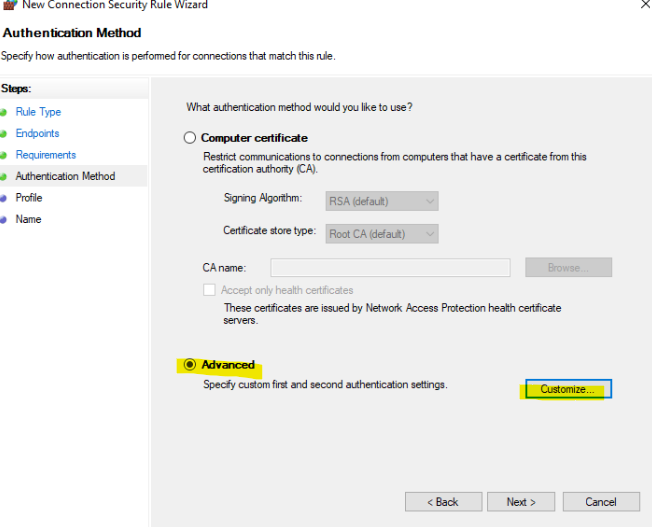 New Connection Security Rule Wizard
Authentication Method
Specify how authentication is performed for connections that match this rule.
Steps:
Rule Type
Endpoints
Requirements
Authentication Method
Profile
Name
What authentication method would you like to use?
Computer certificate
Restrict communications to connections from computers that have a certificate from this
certification authority (CA).
Signing Algorithm:
RSA (default)
Certificate store type:
Root CA (default)
CA name:
Browse...
Accept only health certificates
These certificates are issued by Network Access Protection health certificate
servers.
Advanced
Specify custom first and second authentication settings.
Customize...
< Back
Next >
Cancel